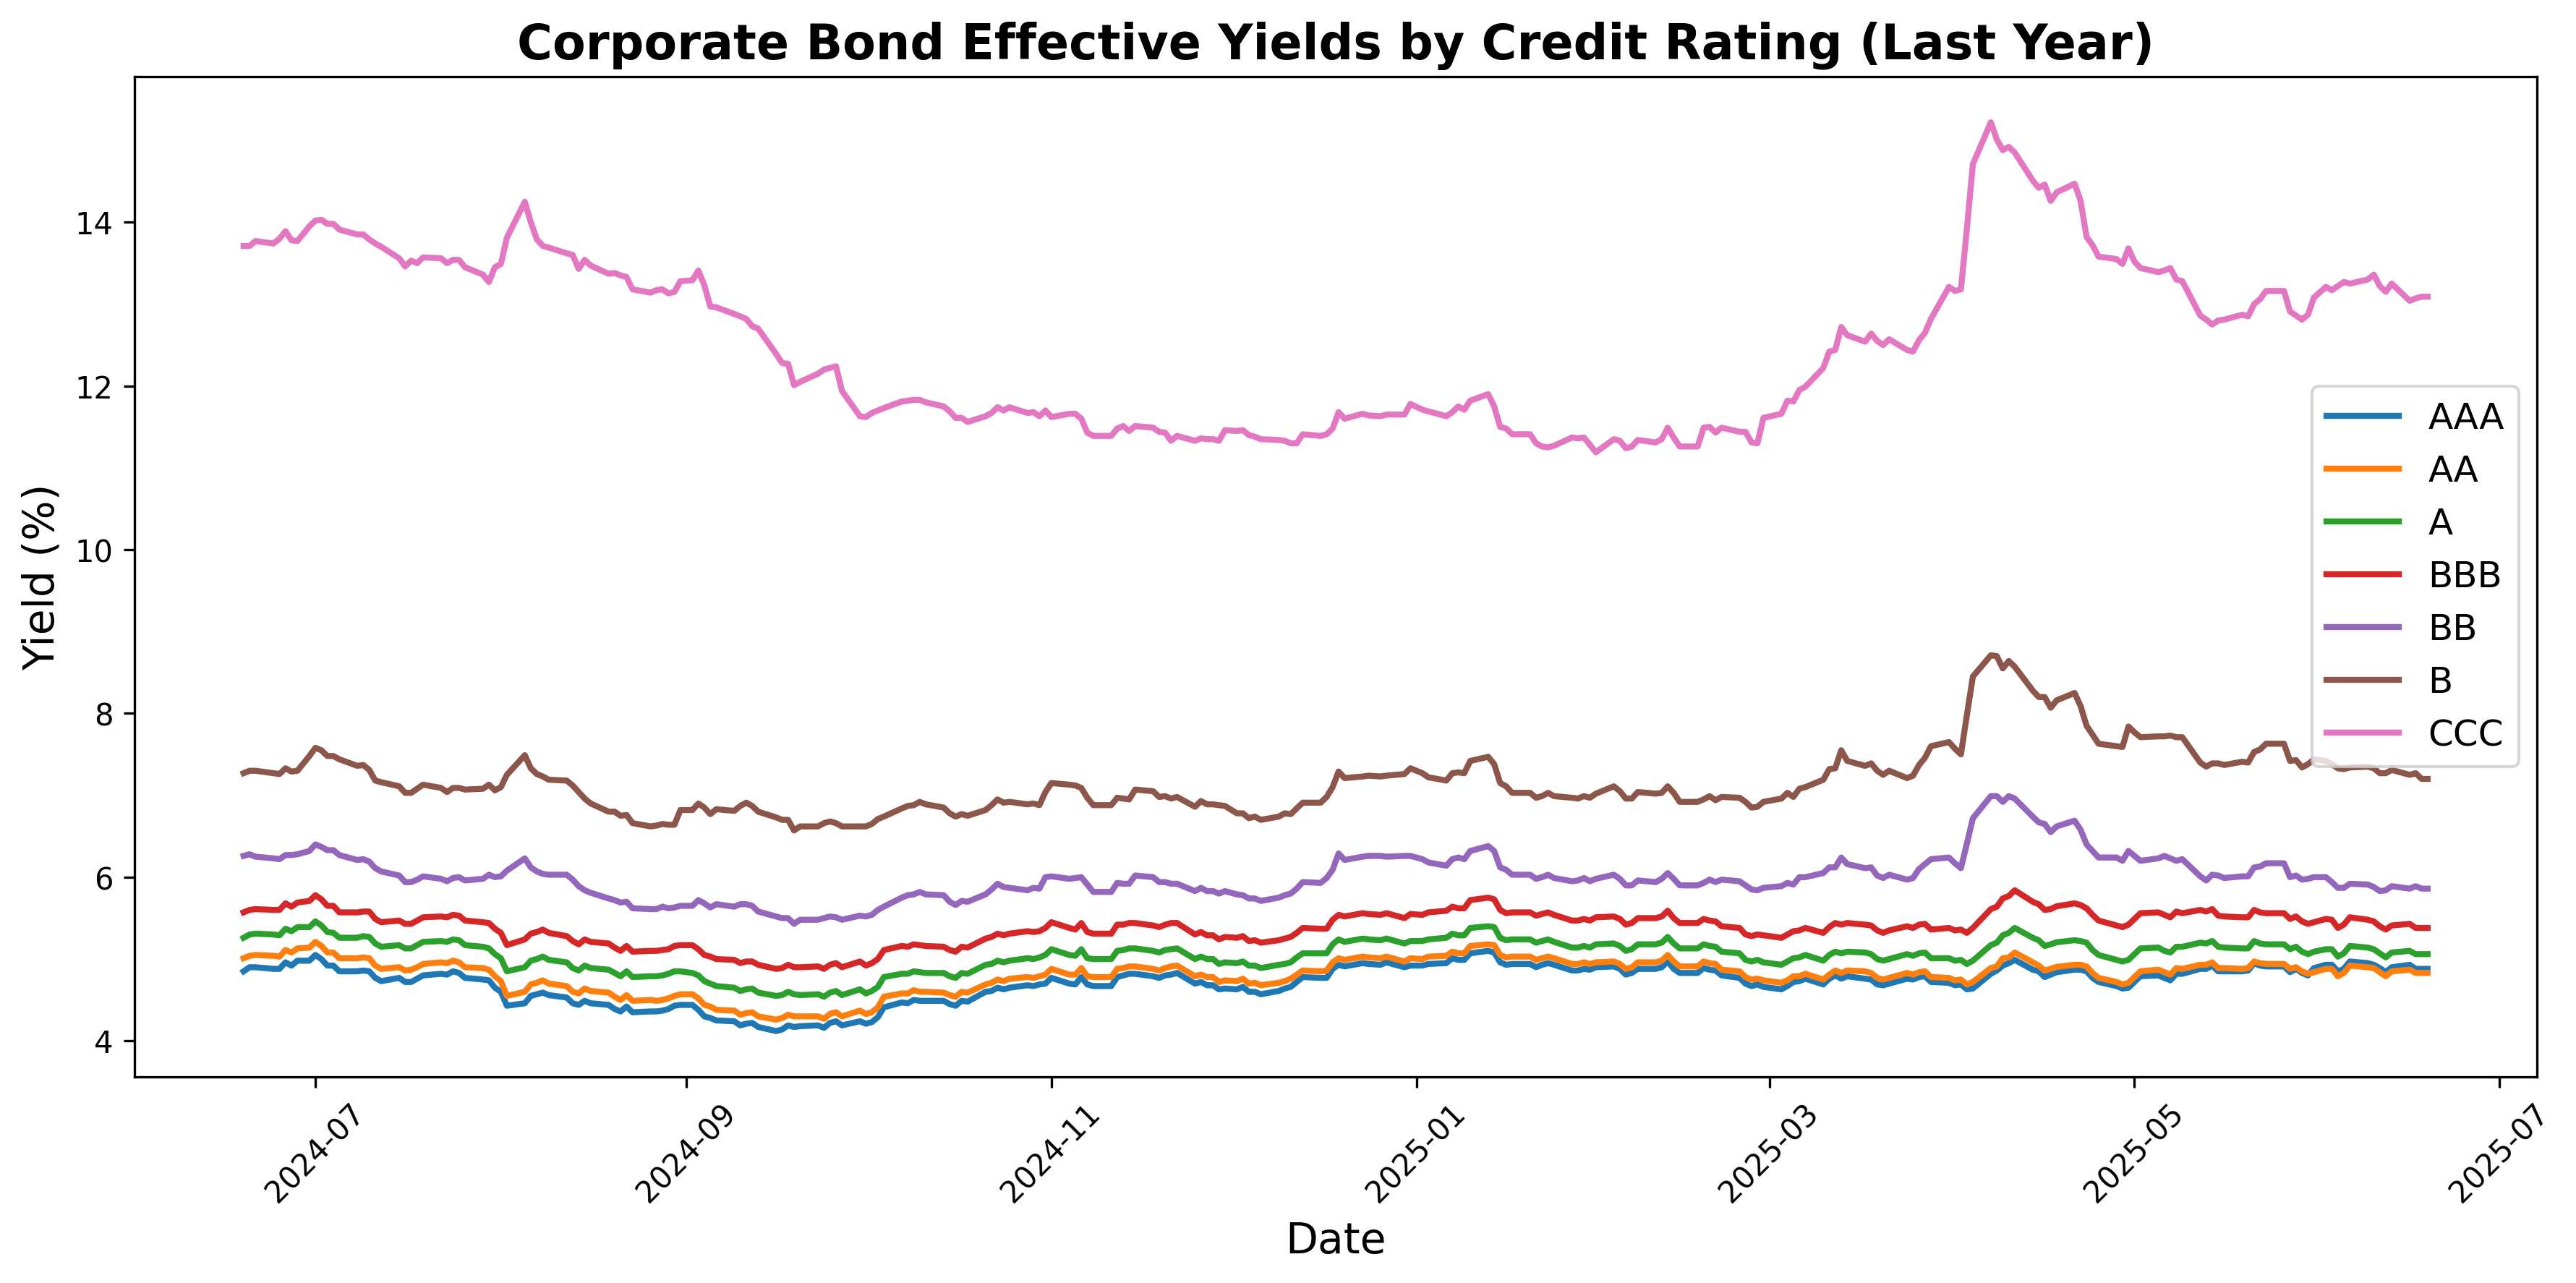 Corporate Bond Effective Yields by Credit Rating (Last Year)
Yield (%)
14
12
10
8
6
4
AAA
AA
A
BBB
BB
B
CCC
2024-07
2024-09
2024-11
2025-01
2025-03
2025-05
2025-07
Date